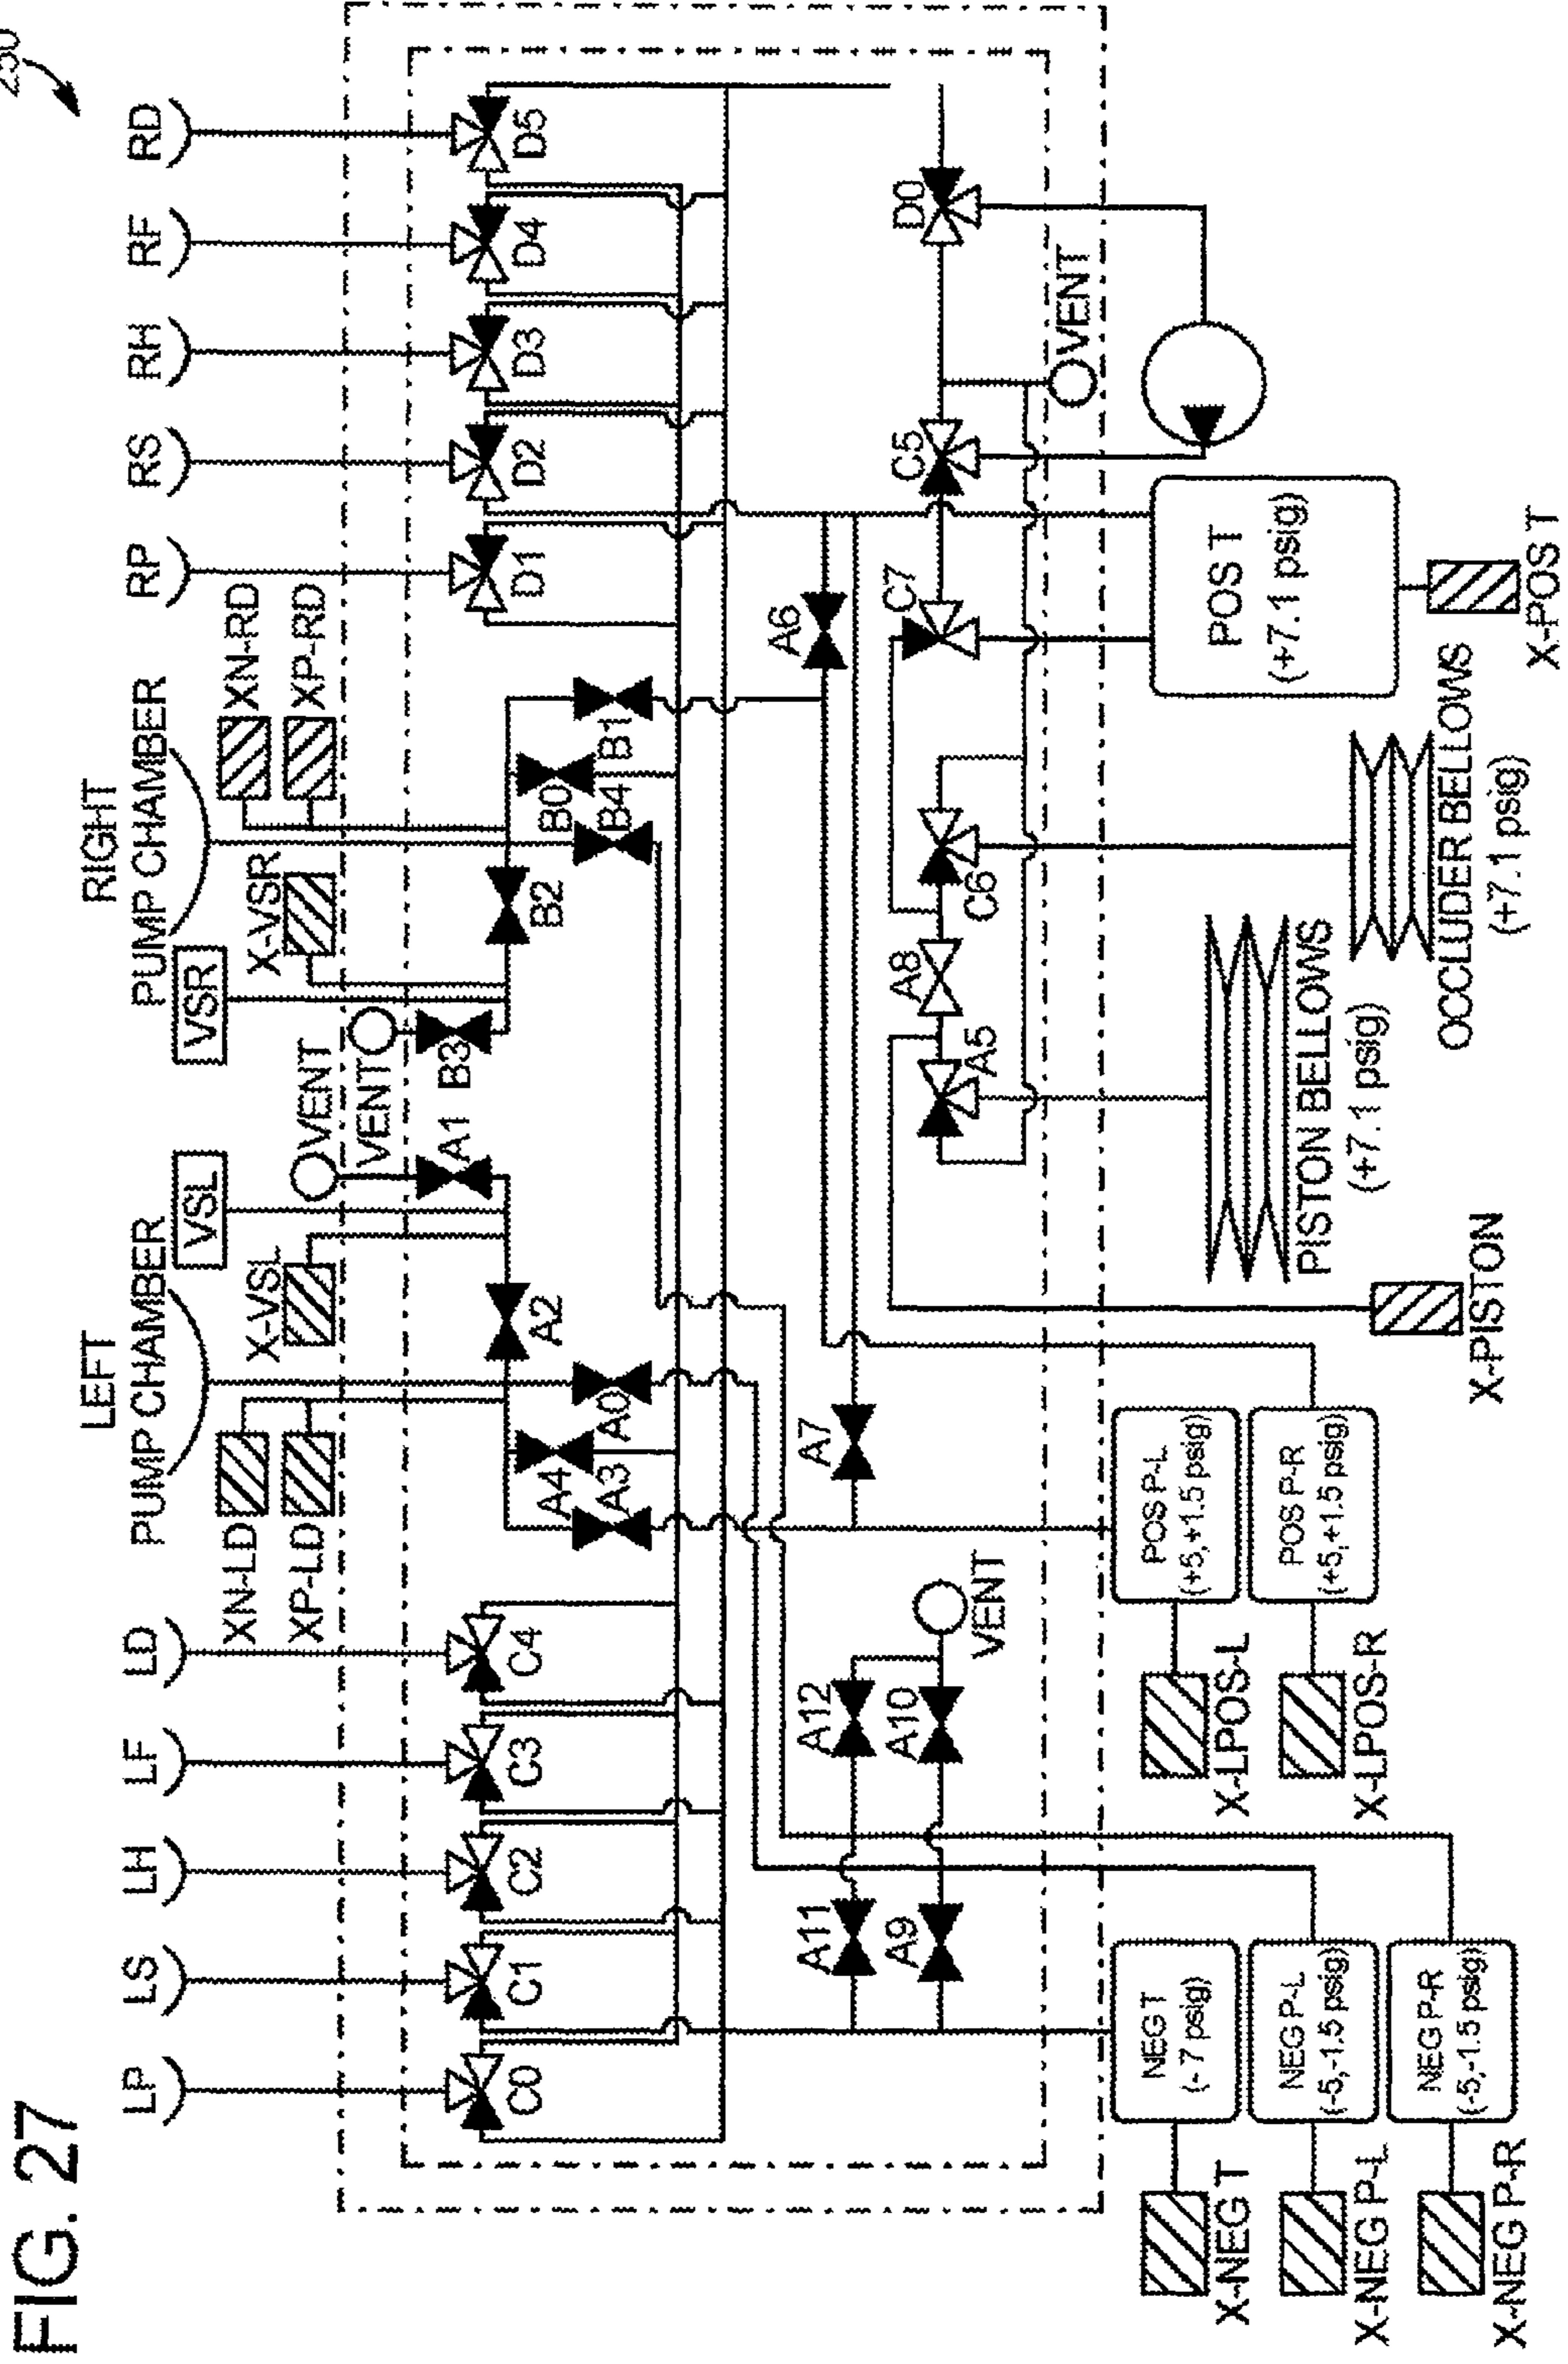 FIG. 27
LP
LS
LH
LF
LD
LEFT
PUMP CHAMBER
RIGHT
PUMP CHAMBER
RP
RS
RH
RF
RD
XN-LD
XP-LD
X-VSL
VSL
VENT
VENT
VSR
X-VSR
XN-RD
XP-RD
C0
C1
C2
C3
C4
A4
A3
A0
A2
A1
B3
B2
B4
B0
B1
D1
D2
D3
D4
D5
A11
A12
A9
A10
VENT
A7
A6
A5
A8
C6
C7
C5
D0
VENT
NEG T
(-7 psig)
NEG P-L
(-5,-1.5 psig)
NEG P-R
(-5,-1.5 psig)
X-NEG T
X-NEG P-L
X-NEG P-R
POS P-L
(+5,+1.5 psig)
POS P-R
(+5,+1.5 psig)
X-LPOS-L
X-LPOS-R
X-PISTON
PISTON BELLOWS
(+7.1 psig)
OCCLUDER BELLOWS
(+7.1 psig)
POS T
(+7.1 psig)
X-POS T